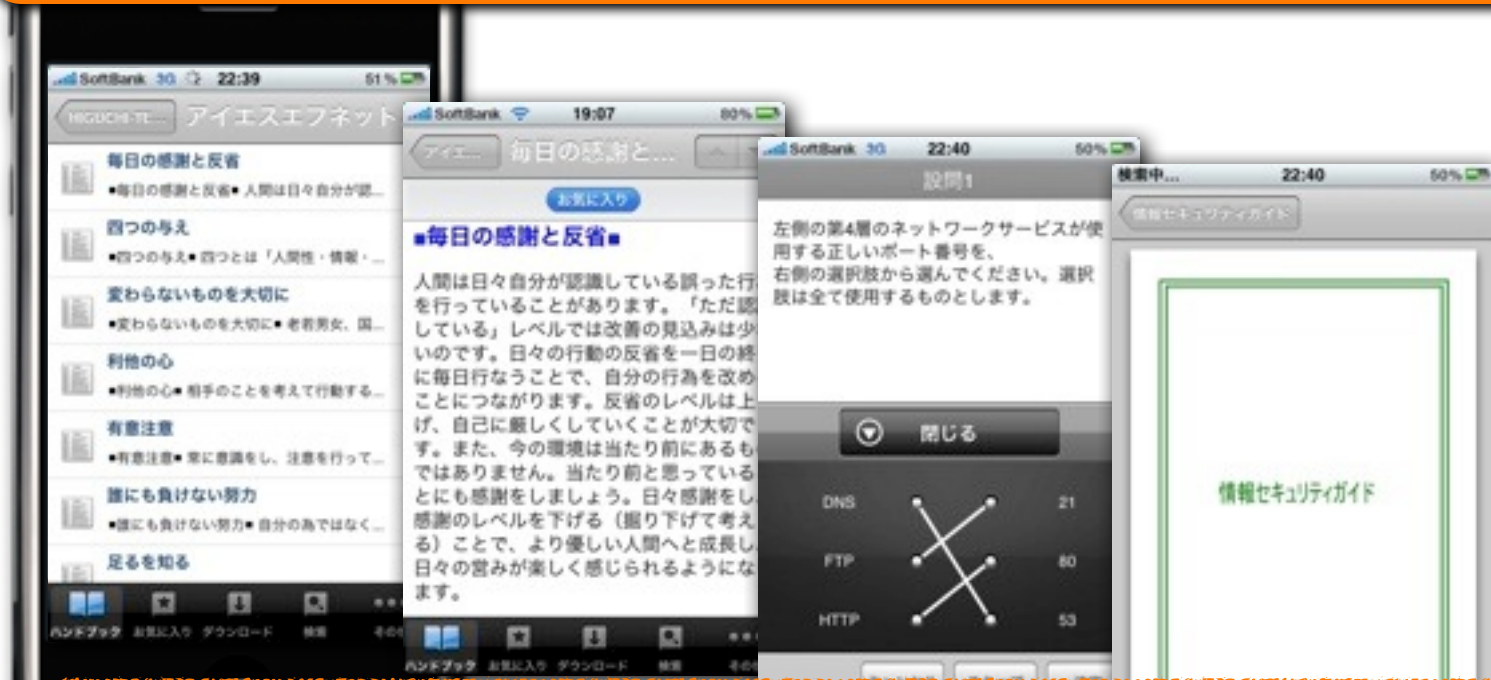 SoftBank 3G 22:39 51%
HIGUCHI-TE... アイエスエフネット
毎日の感謝と反省
■毎日の感謝と反省■ 人間は日々自分が認...
四つの与え
■四つの与え■ 四つとは「人間性・情報・...
変わらないものを大切に
■変わらないものを大切に■ 老若男女、国...
利他の心
■利他の心■ 相手のことを考えて行動する...
有意注意
■有意注意■ 常に意識をし、注意を行って...
誰にも負けない努力
■誰にも負けない努力■ 自分の為ではなく...
足るを知る
ハンドブック お気に入り ダウンロード 検索 その
SoftBank 19:07 80%
アイエ... 毎日の感謝と...
お気に入り
■毎日の感謝と反省■
人間は日々自分が認識している誤った行
を行っていることがあります。「ただ認
している」レベルでは改善の見込みは少
いのです。日々の行動の反省を一日の終
に毎日行なうことで、自分の行為を改め
ことにつながります。反省のレベルは上
げ、自己に厳しくしていくことが大切で
す。また、今の環境は当たり前にあるも
ではありません。当たり前と思っている
とにも感謝をしましょう。日々感謝をし
感謝のレベルを下げる（掘り下げて考え
る）ことで、より優しい人間へと成長し
日々の営みが楽しく感じられるようにな
ます。
ハンドブック お気に入り ダウンロード 検索 その
SoftBank 3G 22:40 50%
設問1
左側の第4層のネットワークサービスが使
用する正しいポート番号を、
右側の選択肢から選んでください。選択
肢は全て使用するものとします。
閉じる
DNS 21
FTP 80
HTTP 53
検索中... 22:40 50%
情報セキュリティガイド
情報セキュリティガイド